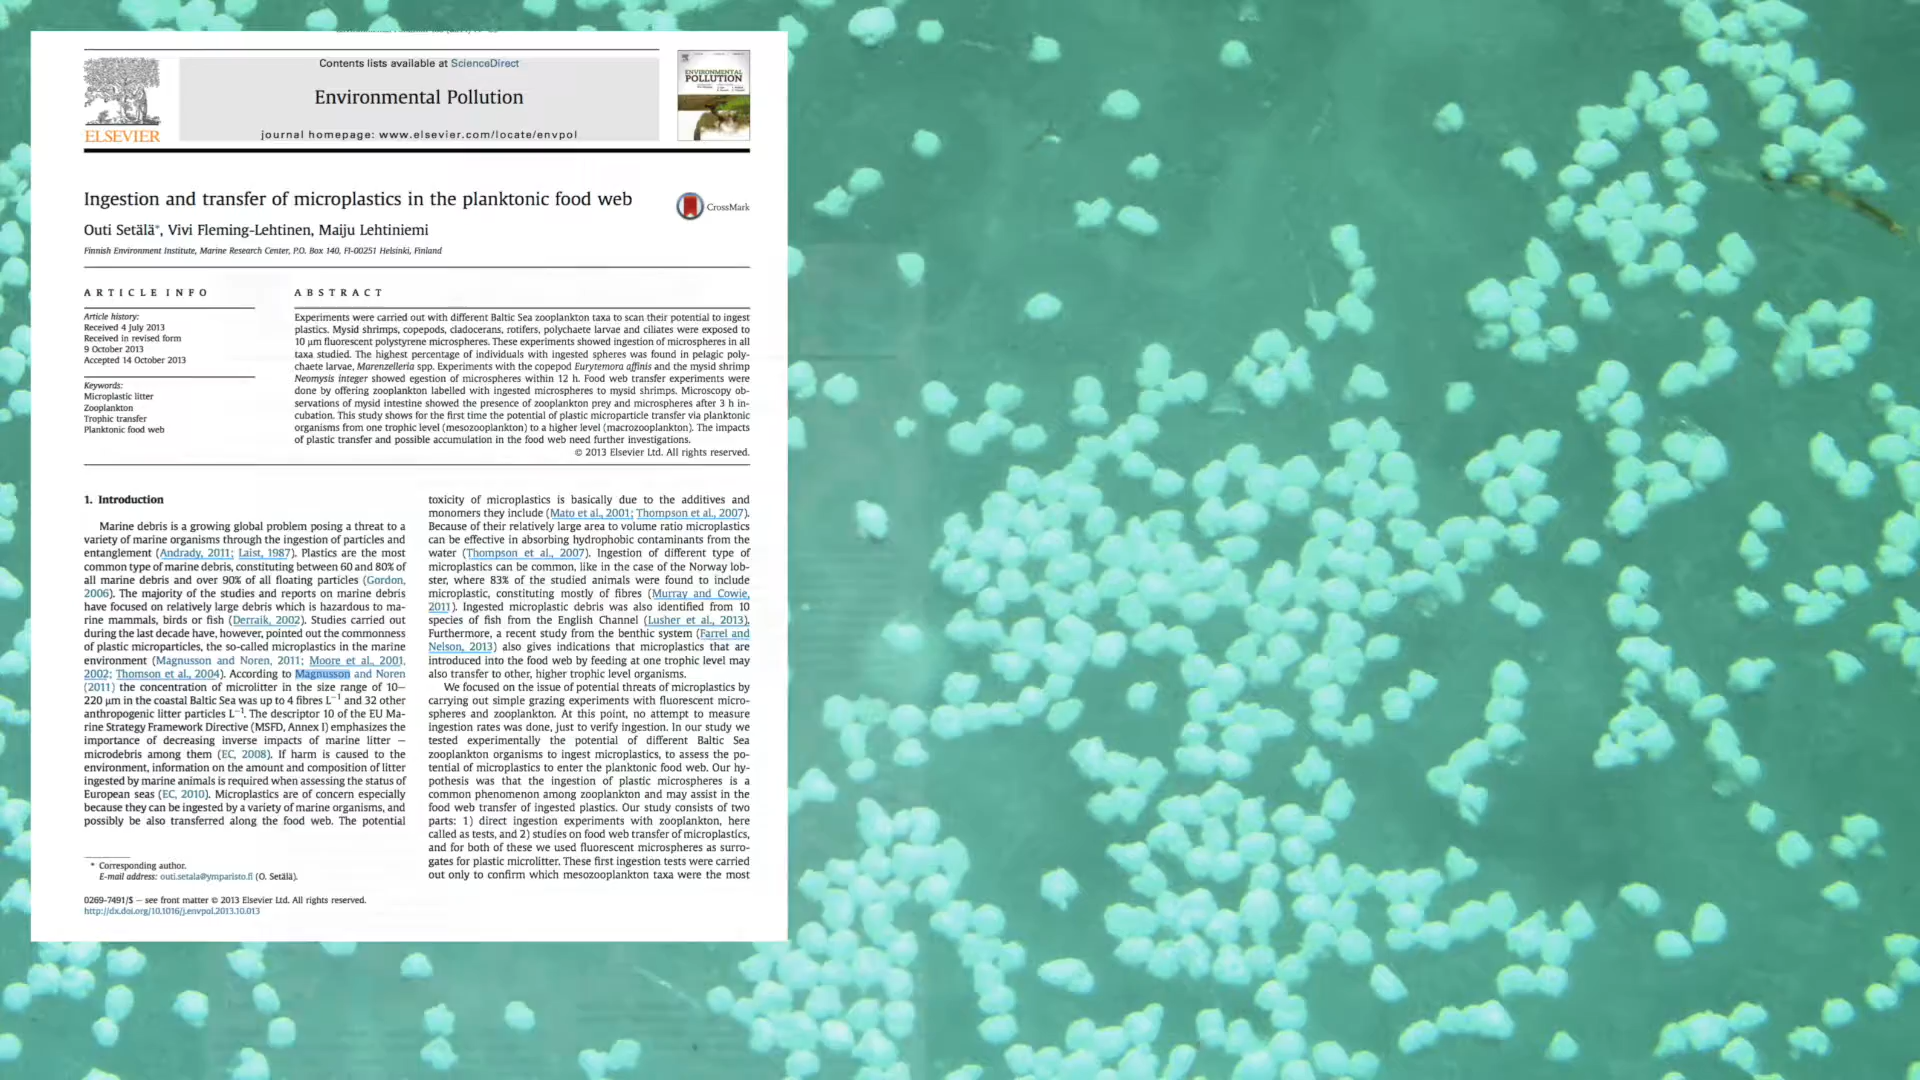 Contents lists available at ScienceDirect
Environmental Pollution
journal homepage: www.elsevier.com/locate/envpol
ELSEVIER
ENVIRONMENTAL
POLLUTION
Ingestion and transfer of microplastics in the planktonic food web
CrossMark
Outi Setälä*, Vivi Fleming-Lehtinen, Maiju Lehtiniemi
Finnish Environment Institute, Marine Research Center, P.O. Box 140, FI-00251 Helsinki, Finland
ARTICLE INFO
Article history:
Received 4 July 2013
Received in revised form
9 October 2013
Accepted 14 October 2013
Keywords:
Microplastic litter
Zooplankton
Trophic transfer
Planktonic food web
ABSTRACT
Experiments were carried out with different Baltic Sea zooplankton taxa to scan their potential to ingest
plastics. Mysid shrimps, copepods, cladocerans, rotifers, polychaete larvae and ciliates were exposed to
10 μm fluorescent polystyrene microspheres. These experiments showed ingestion of microspheres in all
taxa studied. The highest percentage of individuals with ingested spheres was found in pelagic poly-
chaete larvae, Marenzelleria spp. Experiments with the copepod Eurytemora affinis and the mysid shrimp
Neomysis integer showed egestion of microspheres within 12 h. Food web transfer experiments were
done by offering zooplankton labelled with ingested microspheres to mysid shrimps. Microscopy ob-
servations of mysid intestine showed the presence of zooplankton prey and microspheres after 3 h in-
cubation. This study shows for the first time the potential of plastic microparticle transfer via planktonic
organisms from one trophic level (mesozooplankton) to a higher level (macrozooplankton). The impacts
of plastic transfer and possible accumulation in the food web need further investigations.
© 2013 Elsevier Ltd. All rights reserved.
1. Introduction
Marine debris is a growing global problem posing a threat to a
variety of marine organisms through the ingestion of particles and
entanglement (Andrady, 2011; Laist, 1987). Plastics are the most
common type of marine debris, constituting between 60 and 80% of
all marine debris and over 90% of all floating particles (Gordon,
2006). The majority of the studies and reports on marine debris
have focused on relatively large debris which is hazardous to ma-
rine mammals, birds or fish (Derraik, 2002). Studies carried out
during the last decade have, however, pointed out the commonness
of plastic microparticles, the so-called microplastics in the marine
environment (Magnusson and Noren, 2011; Moore et al., 2001,
2002; Thomson et al., 2004). According to Magnusson and Noren
(2011) the concentration of microlitter in the size range of 10–
220 μm in the coastal Baltic Sea was up to 4 fibres L⁻¹ and 32 other
anthropogenic litter particles L⁻¹. The descriptor 10 of the EU Ma-
rine Strategy Framework Directive (MSFD, Annex I) emphasizes the
importance of decreasing inverse impacts of marine litter –
microdebris among them (EC, 2008). If harm is caused to the
environment, information on the amount and composition of litter
ingested by marine animals is required when assessing the status of
European seas (EC, 2010). Microplastics are of concern especially
because they can be ingested by a variety of marine organisms, and
possibly be also transferred along the food web. The potential
* Corresponding author.
E-mail address: outi.setala@ymparisto.fi (O. Setälä).
toxicity of microplastics is basically due to the additives and
monomers they include (Mato et al., 2001; Thompson et al., 2007).
Because of their relatively large area to volume ratio microplastics
can be effective in absorbing hydrophobic contaminants from the
water (Thompson et al., 2007). Ingestion of different type of
microplastics can be common, like in the case of the Norway lob-
ster, where 83% of the studied animals were found to include
microplastic, constituting mostly of fibres (Murray and Cowie,
2011). Ingested microplastic debris was also identified from 10
species of fish from the English Channel (Lusher et al., 2013).
Furthermore, a recent study from the benthic system (Farrel and
Nelson, 2013) also gives indications that microplastics that are
introduced into the food web by feeding at one trophic level may
also transfer to other, higher trophic level organisms.
We focused on the issue of potential threats of microplastics by
carrying out simple grazing experiments with fluorescent micro-
spheres and zooplankton. At this point, no attempt to measure
ingestion rates was done, just to verify ingestion. In our study we
tested experimentally the potential of different Baltic Sea
zooplankton organisms to ingest microplastics, to assess the po-
tential of microplastics to enter the planktonic food web. Our hy-
pothesis was that the ingestion of plastic microspheres is a
common phenomenon among zooplankton and may assist in the
food web transfer of ingested plastics. Our study consists of two
parts: 1) direct ingestion experiments with zooplankton, here
called as tests, and 2) studies on food web transfer of microplastics,
and for both of these we used fluorescent microspheres as surro-
gates for plastic microlitter. These first ingestion tests were carried
out only to confirm which mesozooplankton taxa were the most
0269-7491/$ – see front matter © 2013 Elsevier Ltd. All rights reserved.
http://dx.doi.org/10.1016/j.envpol.2013.10.013